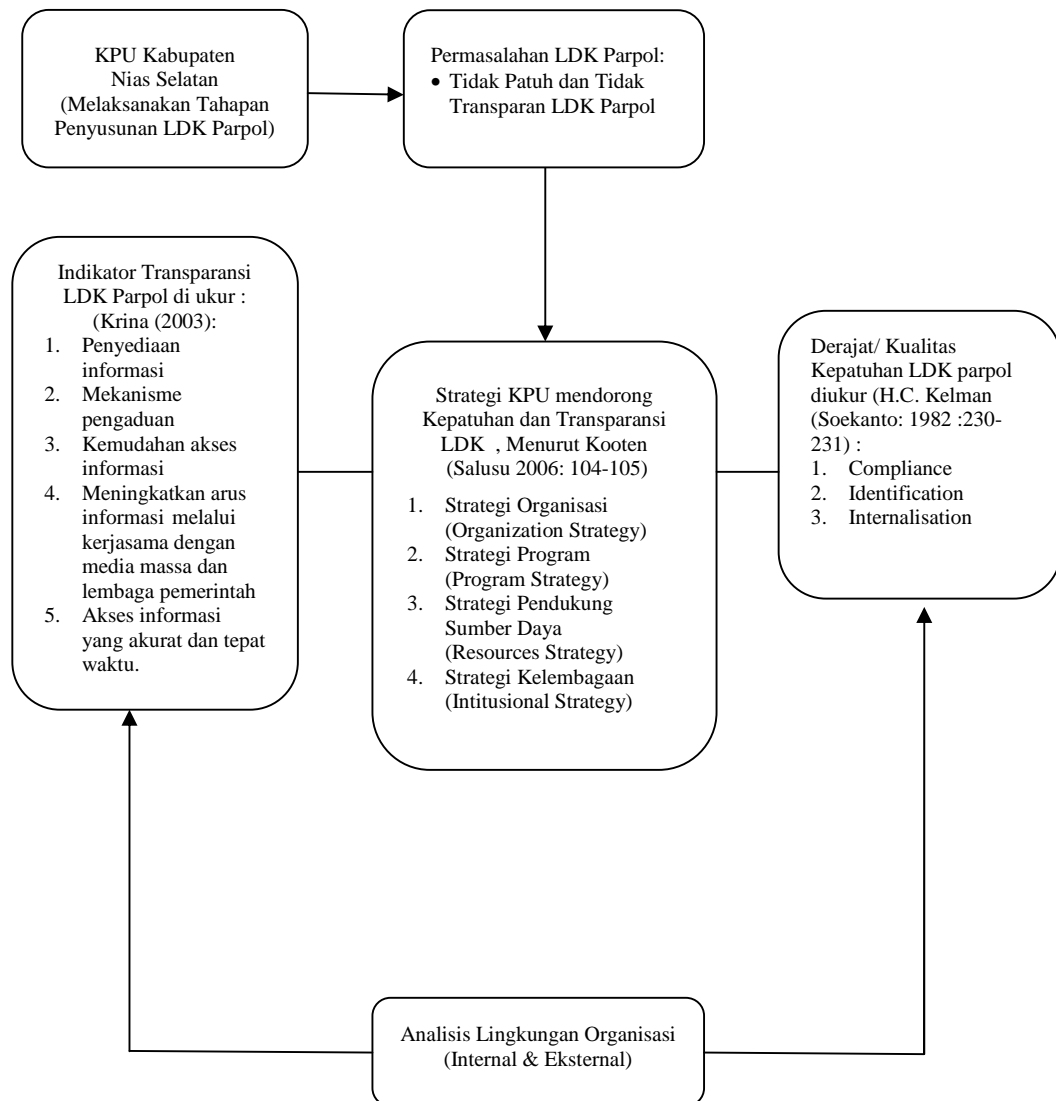 KPU Kabupaten
Nias Selatan
(Melaksanakan Tahapan
Penyusunan LDK Parpol)
Permasalahan LDK Parpol:
• Tidak Patuh dan Tidak
Transparan LDK Parpol
Indikator Transparansi
LDK Parpol di ukur :
(Krina (2003):
1. Penyediaan
informasi
2. Mekanisme
pengaduan
3. Kemudahan akses
informasi
4. Meningkatkan arus
informasi melalui
kerjasama dengan
media massa dan
lembaga pemerintah
5. Akses informasi
yang akurat dan tepat
waktu.
Strategi KPU mendorong
Kepatuhan dan Transparansi
LDK , Menurut Kooten
(Salusu 2006: 104-105)
1. Strategi Organisasi
(Organization Strategy)
2. Strategi Program
(Program Strategy)
3. Strategi Pendukung
Sumber Daya
(Resources Strategy)
4. Strategi Kelembagaan
(Intitusional Strategy)
Derajat/ Kualitas
Kepatuhan LDK parpol
diukur (H.C. Kelman
(Soekanto: 1982 :230-
231) :
1. Compliance
2. Identification
3. Internalisation
Analisis Lingkungan Organisasi
(Internal & Eksternal)